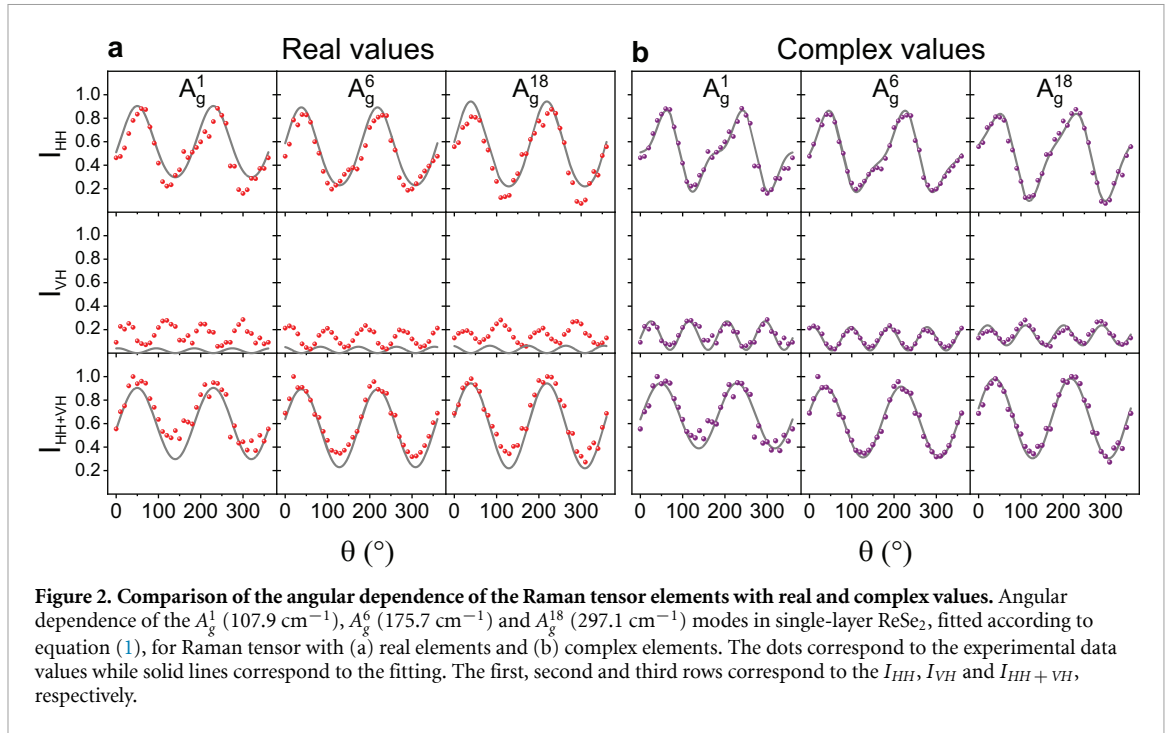 a Real values b Complex values
A_g^1 A_g^6 A_g^18 A_g^1 A_g^6 A_g^18
1.0
0.8
0.6
0.4
0.2
I_HH
1.0
0.8
0.6
0.4
0.2
I_VH
1.0
0.8
0.6
0.4
0.2
I_HH+VH
0 100 200 300 0 100 200 300 0 100 200 300 0 100 200 300 0 100 200 300 0 100 200 300
θ (°) θ (°)
Figure 2. Comparison of the angular dependence of the Raman tensor elements with real and complex values. Angular
dependence of the A_g^1 (107.9 cm⁻¹), A_g^6 (175.7 cm⁻¹) and A_g^18 (297.1 cm⁻¹) modes in single-layer ReSe₂, fitted according to
equation (1), for Raman tensor with (a) real elements and (b) complex elements. The dots correspond to the experimental data
values while solid lines correspond to the fitting. The first, second and third rows correspond to the I_HH, I_VH and I_HH + VH,
respectively.